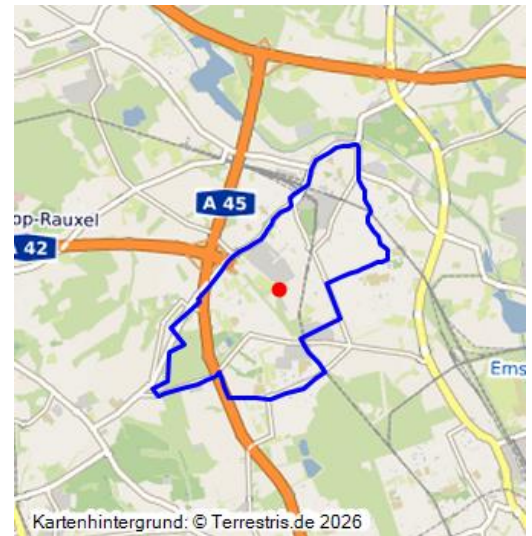 A 45
op-Rauxel
A 42
Ems
Kartenhintergrund: © Terrestris.de 2026